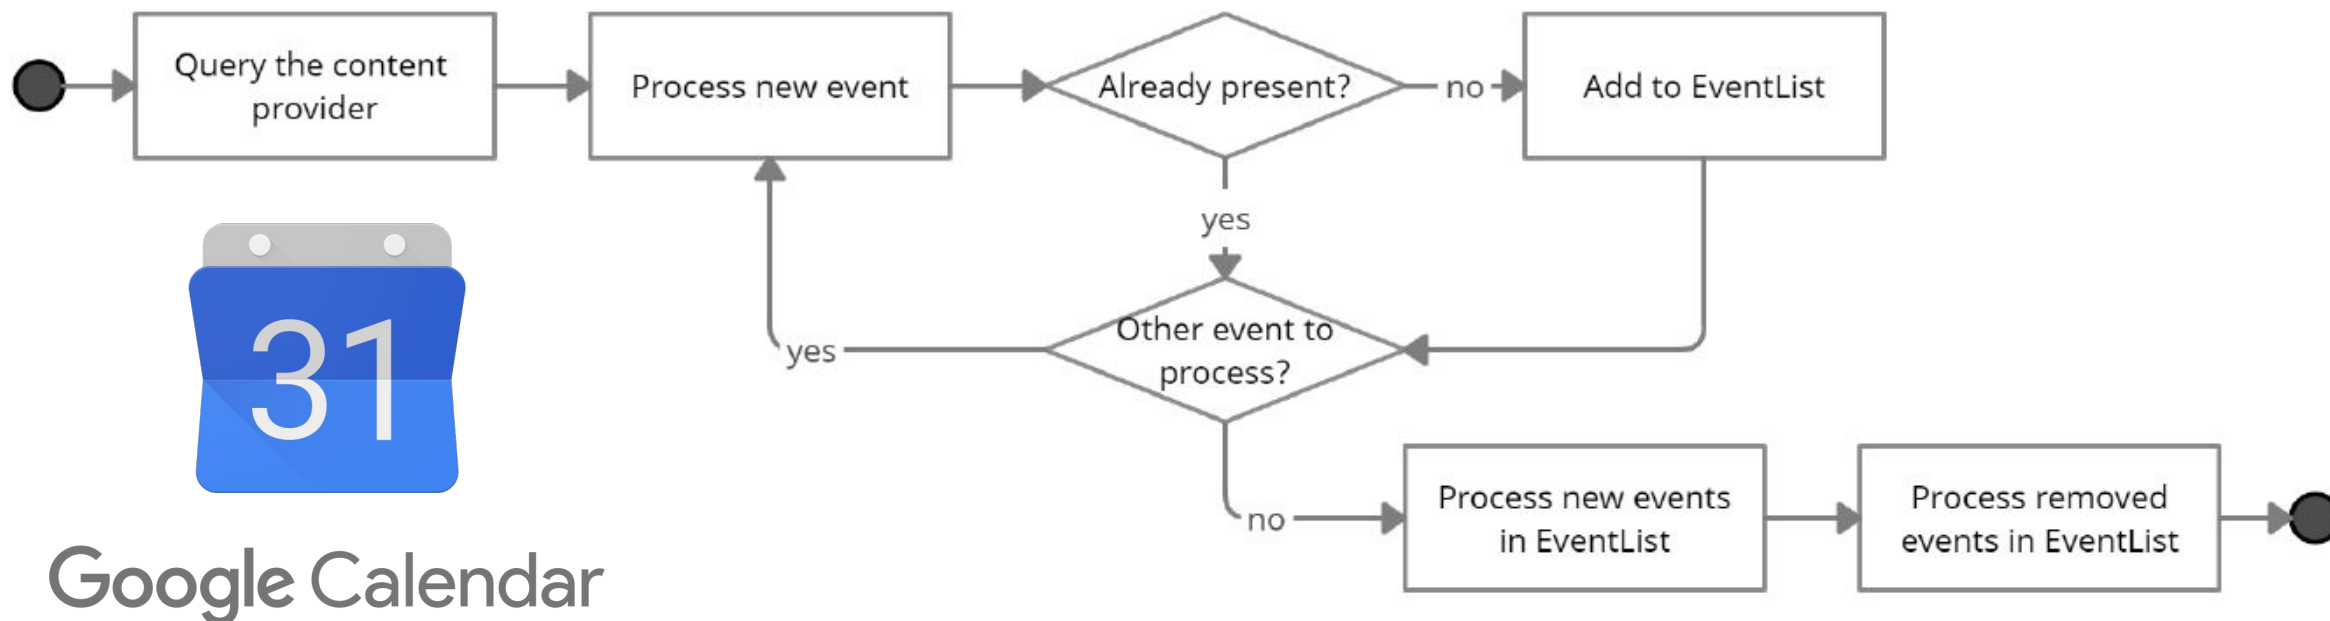 Query the content
provider
Process new event
Already present?
no
Add to EventList
yes
31
Other event to
process?
yes
no
Process new events
in EventList
Process removed
events in EventList
Google Calendar